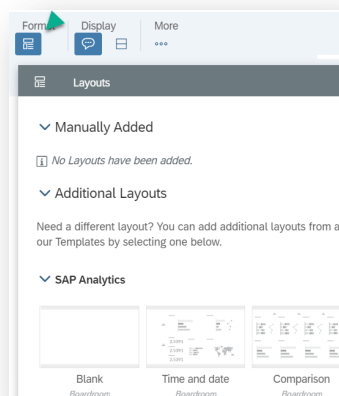 Format Display More
Layouts
Manually Added
No Layouts have been added.
Additional Layouts
Need a different layout? You can add additional layouts from a
our Templates by selecting one below.
SAP Analytics
Blank Time and date Comparison
Boardroom Boardroom Boardroom